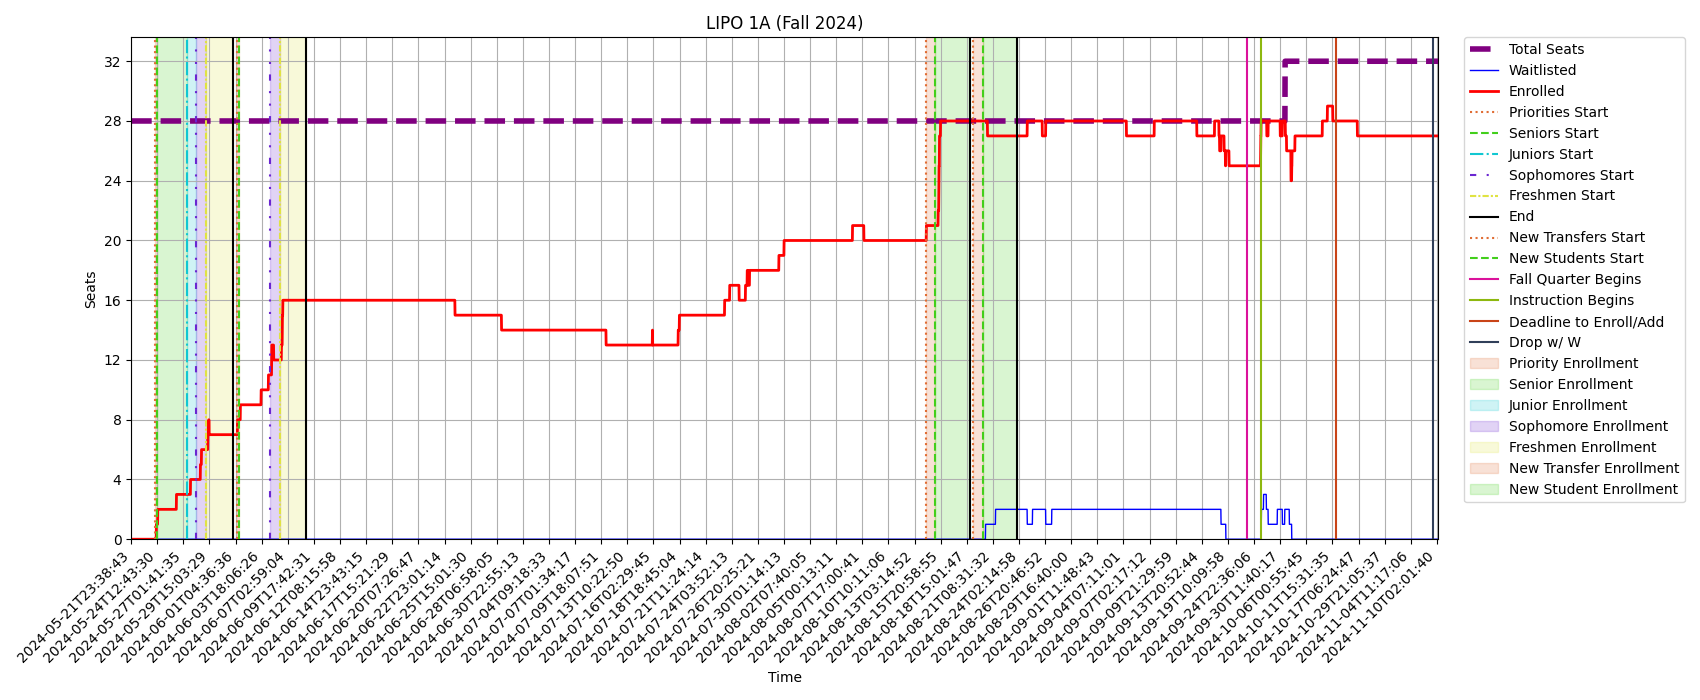 LIPO 1A (Fall 2024)
Seats
32
28
24
20
16
12
8
4
0
2024-05-21T23:38:43
2024-05-24T12:43:30
2024-05-27T01:41:35
2024-05-29T15:03:29
2024-06-01T04:36:36
2024-06-03T18:06:26
2024-06-07T02:59:04
2024-06-09T17:42:31
2024-06-12T08:15:58
2024-06-14T23:43:15
2024-06-17T15:21:29
2024-06-20T07:26:47
2024-06-22T23:01:14
2024-06-25T15:01:30
2024-06-28T06:58:05
2024-06-30T22:55:13
2024-07-04T09:18:33
2024-07-07T01:34:17
2024-07-09T18:07:51
2024-07-13T10:22:50
2024-07-16T02:29:45
2024-07-18T18:45:04
2024-07-21T11:24:14
2024-07-24T03:52:13
2024-07-26T20:25:21
2024-07-30T01:14:13
2024-08-02T17:40:05
2024-08-05T00:13:11
2024-08-07T17:00:41
2024-08-10T10:11:06
2024-08-13T03:14:52
2024-08-15T20:58:55
2024-08-18T15:01:47
2024-08-21T08:31:32
2024-08-24T02:14:58
2024-08-26T20:46:52
2024-08-29T16:40:00
2024-09-01T11:48:43
2024-09-04T07:11:01
2024-09-07T02:17:12
2024-09-09T21:29:59
2024-09-13T20:52:44
2024-09-19T10:09:58
2024-09-24T22:36:06
2024-09-30T11:40:17
2024-10-06T00:55:45
2024-10-11T15:31:35
2024-10-17T06:24:47
2024-10-29T21:05:37
2024-11-04T11:17:06
2024-11-10T02:01:40
Time
Total Seats
Waitlisted
Enrolled
Priorities Start
Seniors Start
Juniors Start
Sophomores Start
Freshmen Start
End
New Transfers Start
New Students Start
Fall Quarter Begins
Instruction Begins
Deadline to Enroll/Add
Drop w/ W
Priority Enrollment
Senior Enrollment
Junior Enrollment
Sophomore Enrollment
Freshmen Enrollment
New Transfer Enrollment
New Student Enrollment